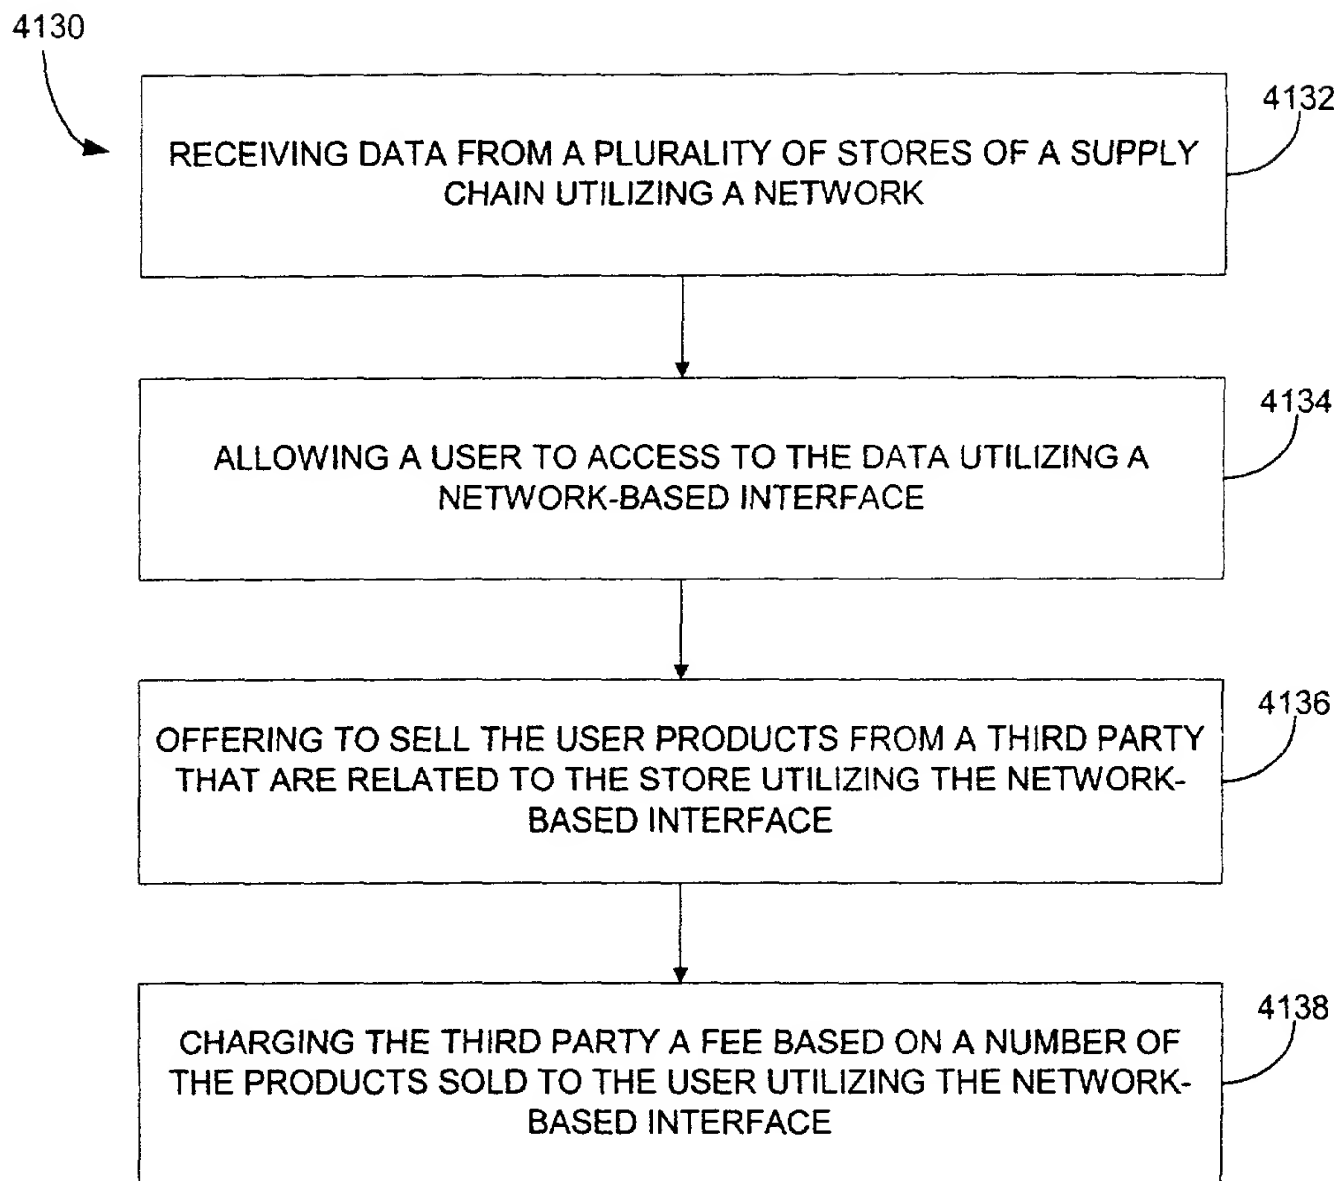 4130
4132
RECEIVING DATA FROM A PLURALITY OF STORES OF A SUPPLY
CHAIN UTILIZING A NETWORK
4134
ALLOWING A USER TO ACCESS TO THE DATA UTILIZING A
NETWORK-BASED INTERFACE
4136
OFFERING TO SELL THE USER PRODUCTS FROM A THIRD PARTY
THAT ARE RELATED TO THE STORE UTILIZING THE NETWORK-
BASED INTERFACE
4138
CHARGING THE THIRD PARTY A FEE BASED ON A NUMBER OF
THE PRODUCTS SOLD TO THE USER UTILIZING THE NETWORK-
BASED INTERFACE